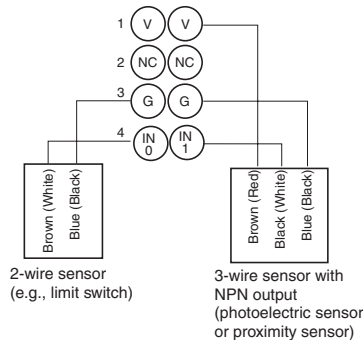 1 V V
2 NC NC
3 G G
4 IN 0 IN 1
Brown (White)
Blue (Black)
Brown (Red)
Black (White)
Blue (Black)
2-wire sensor
(e.g., limit switch)
3-wire sensor with
NPN output
(photoelectric sensor
or proximity sensor)